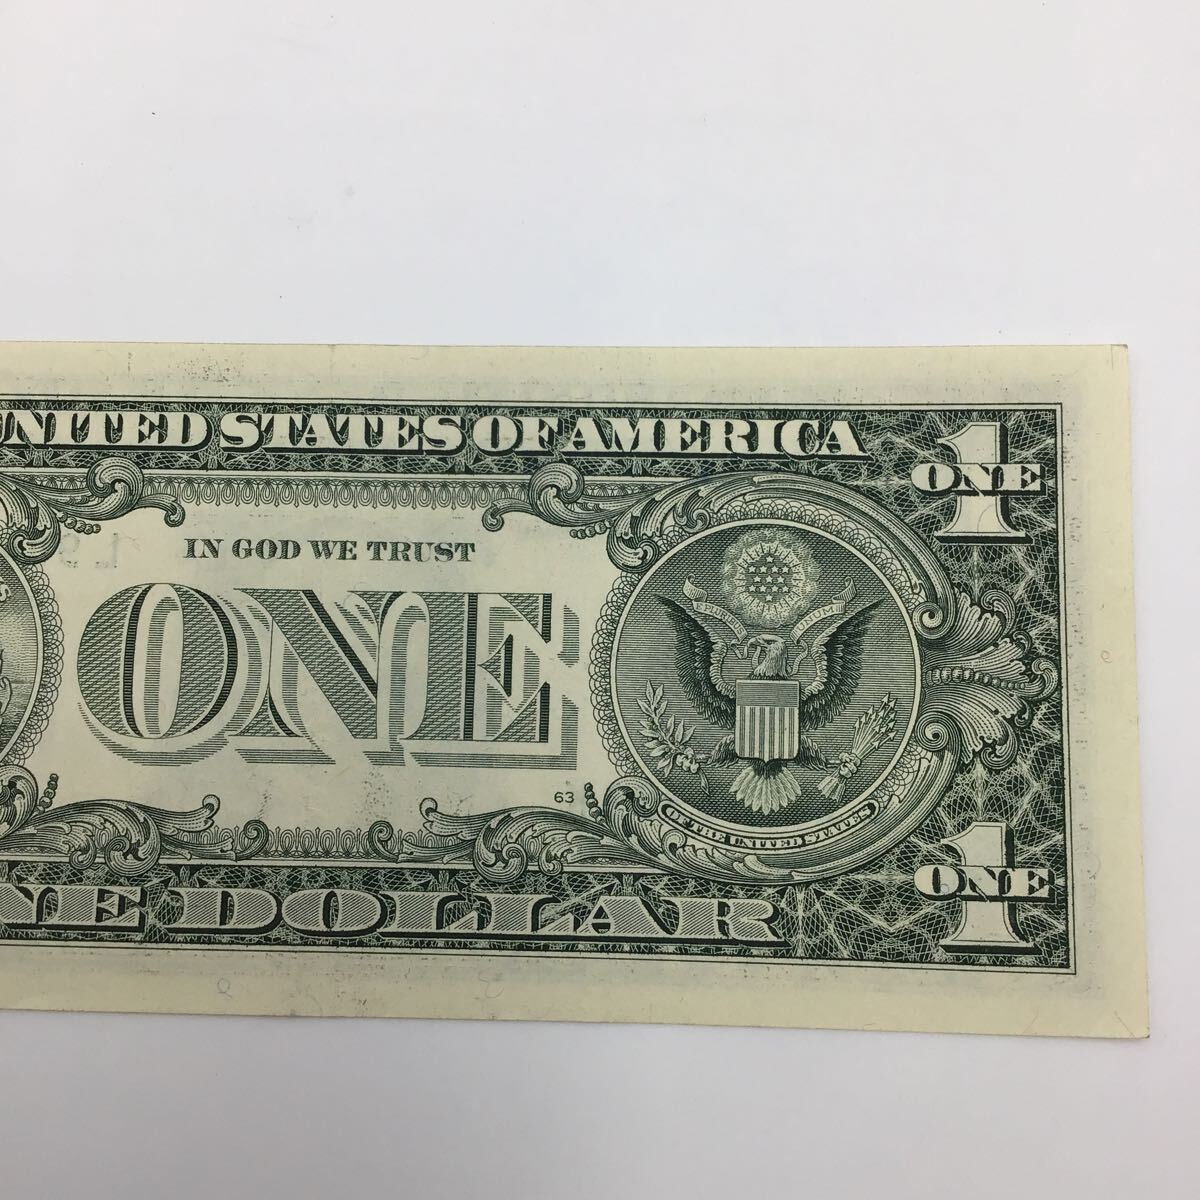 UNITED STATES OF AMERICA
1
ONE
IN GOD WE TRUST
ONE
E PLURIBUS UNUM
63
OF THE UNITED STATES
1
ONE
NE DOLLAR